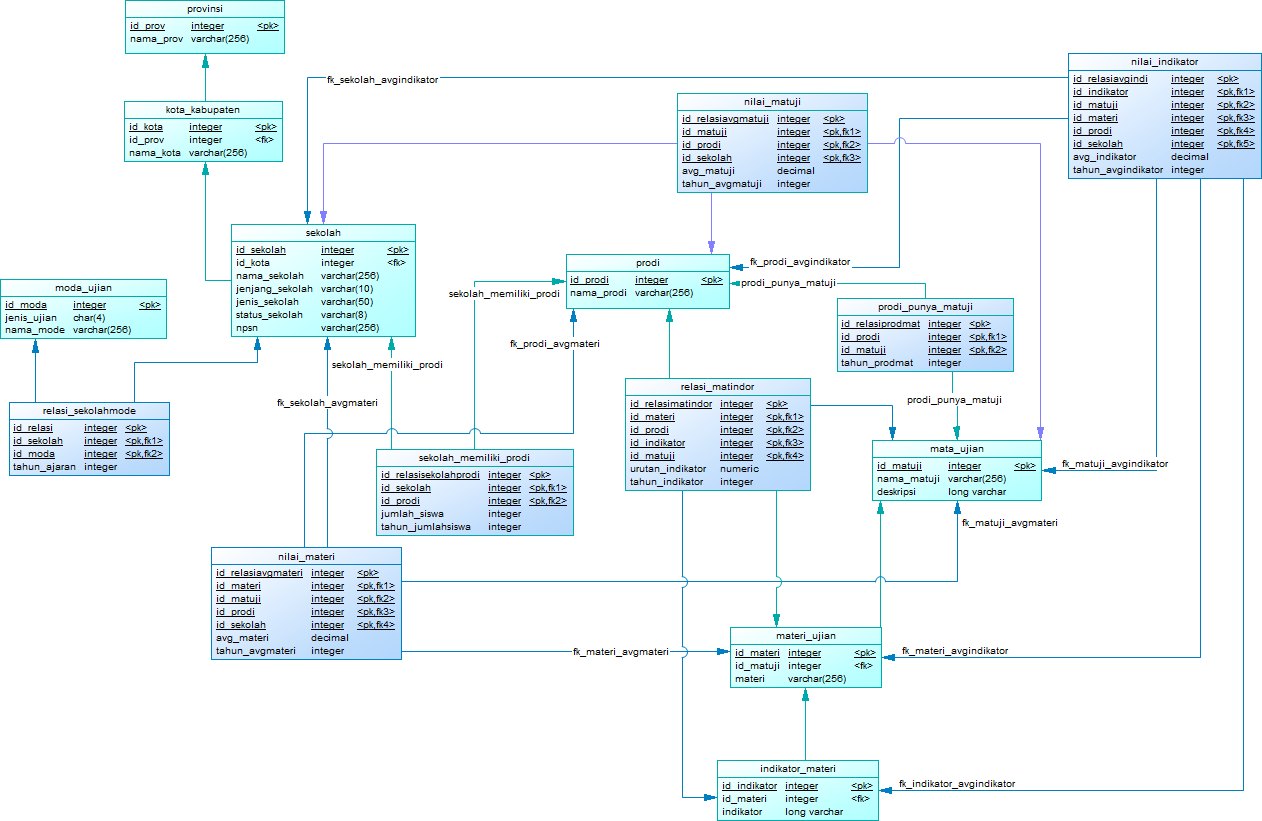 provinsi
id_prov integer <pk>
nama_prov varchar(256)
kota_kabupaten
id_kota integer <pk>
id_prov integer <fk>
nama_kota varchar(256)
fk_sekolah_avgindikator
nilai_indikator
id_relasiavgindi integer <pk>
id_indikator integer <pk,fk1>
id_matuji integer <pk,fk2>
id_materi integer <pk,fk3>
id_prodi integer <pk,fk4>
id_sekolah integer <pk,fk5>
avg_indikator decimal
tahun_avgindikator integer
nilai_matuji
id_relasiavgmatuji integer <pk>
id_matuji integer <pk,fk1>
id_prodi integer <pk,fk2>
id_sekolah integer <pk,fk3>
avg_matuji decimal
tahun_avgmatuji integer
sekolah
id_sekolah integer <pk>
id_kota integer <fk>
nama_sekolah varchar(256)
jenjang_sekolah varchar(10)
jenis_sekolah varchar(50)
status_sekolah varchar(8)
npsn varchar(256)
prodi
id_prodi integer <pk>
nama_prodi varchar(256)
fk_prodi_avgindikator
prodi_punya_matuji
sekolah_memiliki_prodi
moda_ujian
id_moda integer <pk>
jenis_ujian char(4)
nama_mode varchar(256)
prodi_punya_matuji
id_relasiprodmat integer <pk>
id_prodi integer <pk,fk1>
id_matuji integer <pk,fk2>
tahun_prodmat integer
fk_prodi_avgmateri
sekolah_memiliki_prodi
fk_sekolah_avgmateri
prodi_punya_matuji
relasi_sekolahmode
id_relasi integer <pk>
id_sekolah integer <pk,fk1>
id_moda integer <pk,fk2>
tahun_ajaran integer
relasi_matindor
id_relasimatindor integer <pk>
id_materi integer <pk,fk1>
id_prodi integer <pk,fk2>
id_indikator integer <pk,fk3>
id_matuji integer <pk,fk4>
urutan_indikator numeric
tahun_indikator integer
sekolah_memiliki_prodi
id_relasisekolahprodi integer <pk>
id_sekolah integer <pk,fk1>
id_prodi integer <pk,fk2>
jumlah_siswa integer
tahun_jumlahsiswa integer
mata_ujian
id_matuji integer <pk>
nama_matuji varchar(256)
deskripsi long varchar
fk_matuji_avgindikator
fk_matuji_avgmateri
nilai_materi
id_relasiavgmateri integer <pk>
id_materi integer <pk,fk1>
id_matuji integer <pk,fk2>
id_prodi integer <pk,fk3>
id_sekolah integer <pk,fk4>
avg_materi decimal
tahun_avgmateri integer
fk_materi_avgmateri
materi_ujian
id_materi integer <pk>
id_matuji integer <fk>
materi varchar(256)
fk_materi_avgindikator
indikator_materi
id_indikator integer <pk>
id_materi integer <fk>
indikator long varchar
fk_indikator_avgindikator